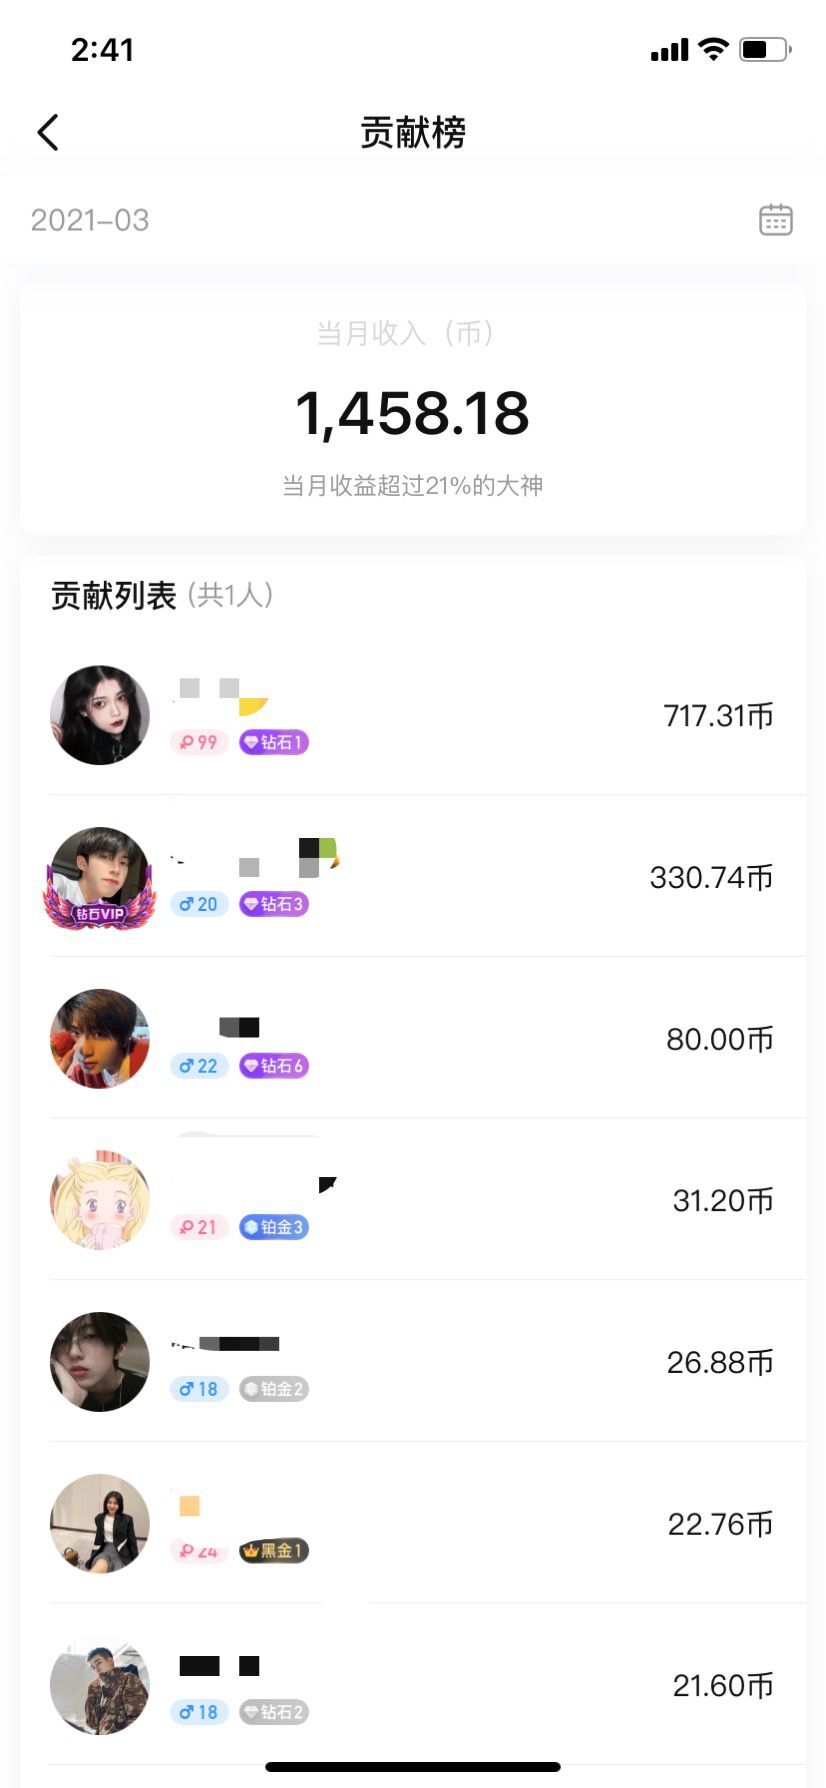 2:41
贡献榜
2021-03
当月收入（币）
1,458.18
当月收益超过21%的大神
贡献列表 (共1人)
717.31币
99 钻石1
330.74币
钻石VIP
20 钻石3
80.00币
22 钻石6
31.20币
21 铂金3
26.88币
18 铂金2
22.76币
24 黑金1
21.60币
18 钻石2